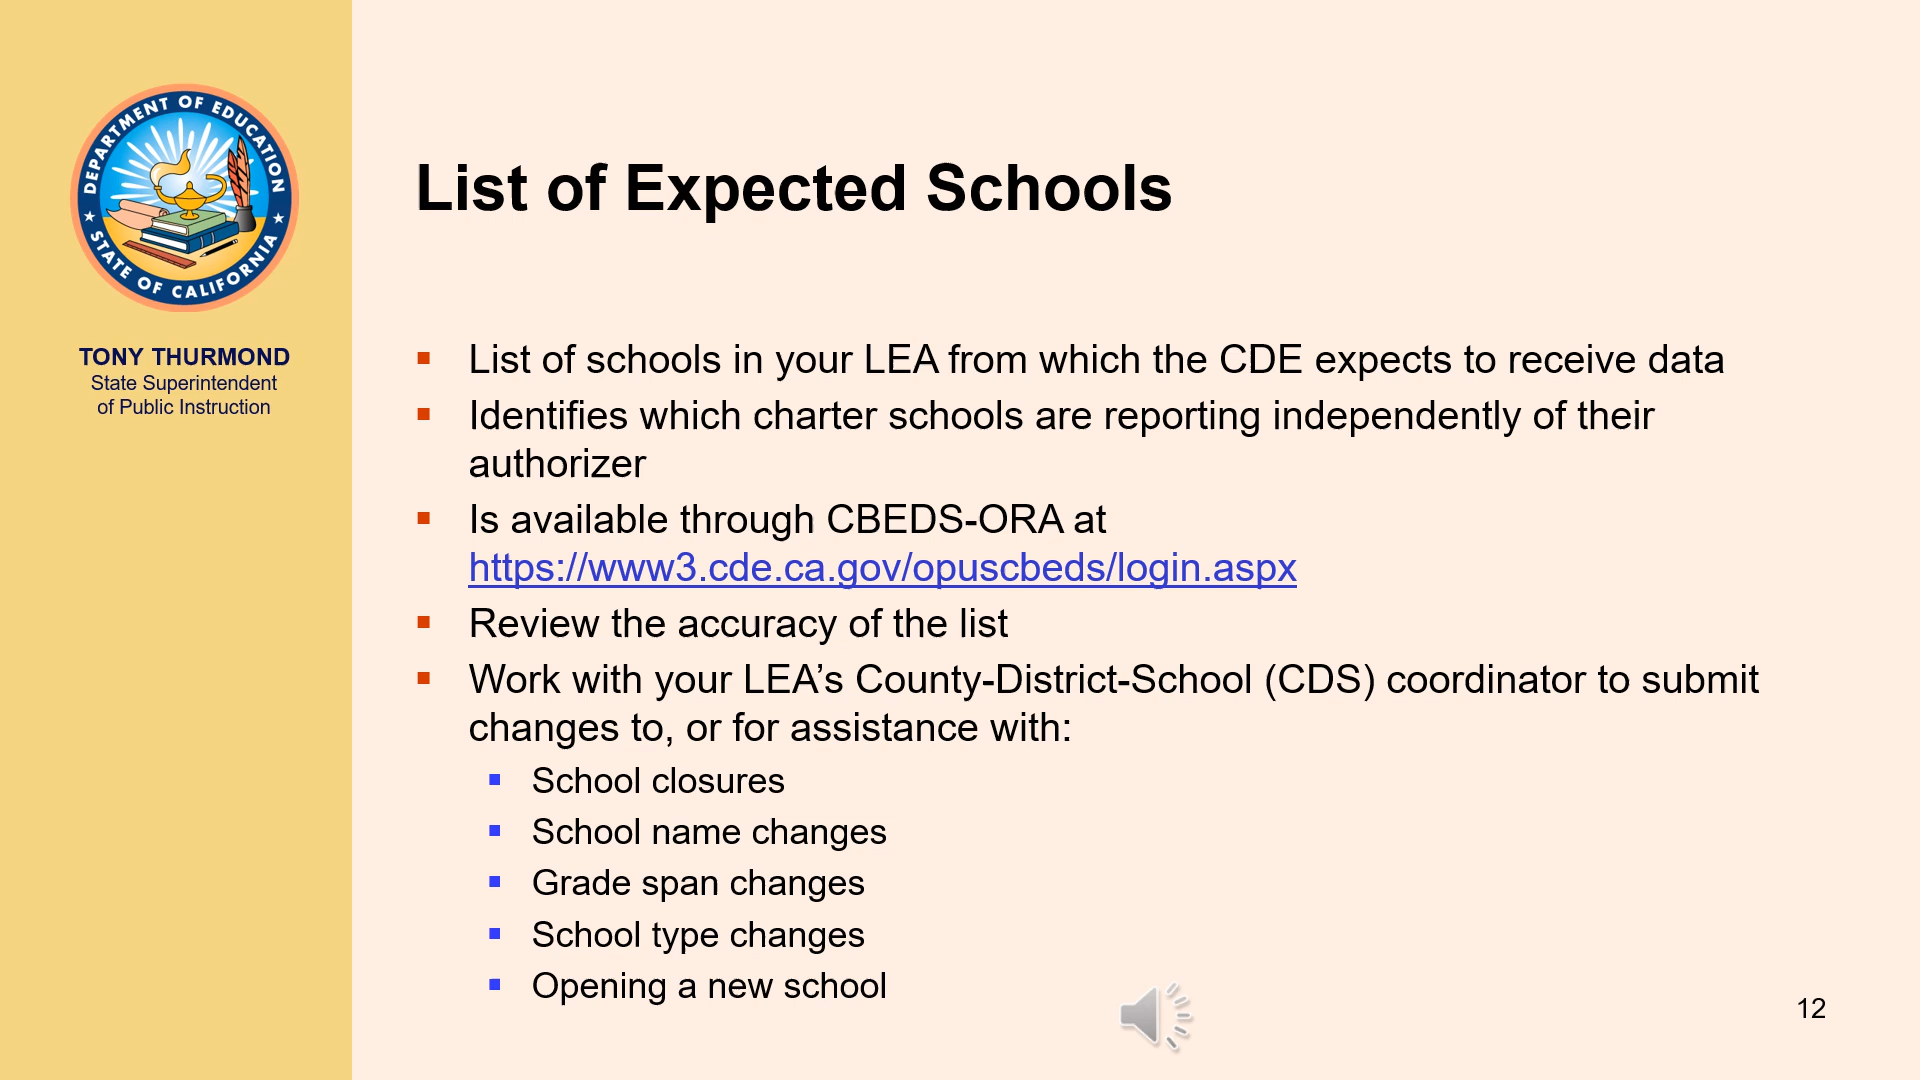 DEPARTMENT OF EDUCATION
STATE OF CALIFORNIA
TONY THURMOND
State Superintendent
of Public Instruction
List of Expected Schools
List of schools in your LEA from which the CDE expects to receive data
Identifies which charter schools are reporting independently of their
authorizer
Is available through CBEDS-ORA at
https://www3.cde.ca.gov/opuscbeds/login.aspx
Review the accuracy of the list
Work with your LEA’s County-District-School (CDS) coordinator to submit
changes to, or for assistance with:
School closures
School name changes
Grade span changes
School type changes
Opening a new school
12